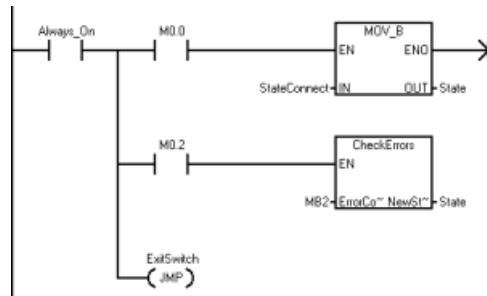 Always_On
M0.0
MOV_B
EN ENO
StateConnect IN OUT State
M0.2
CheckErrors
EN
MB2 ErrorCo~ NewSt~ State
ExitSwitch
JMP